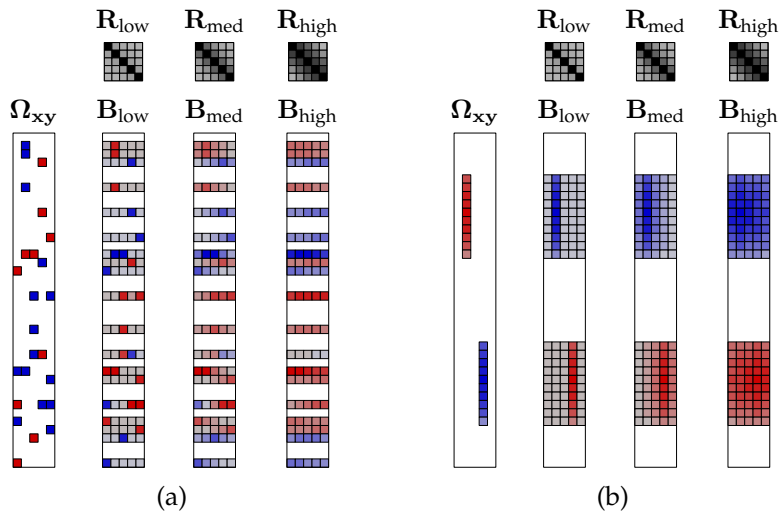 R_low R_med R_high R_low R_med R_high
Ω_xy B_low B_med B_high Ω_xy B_low B_med B_high
(a) (b)